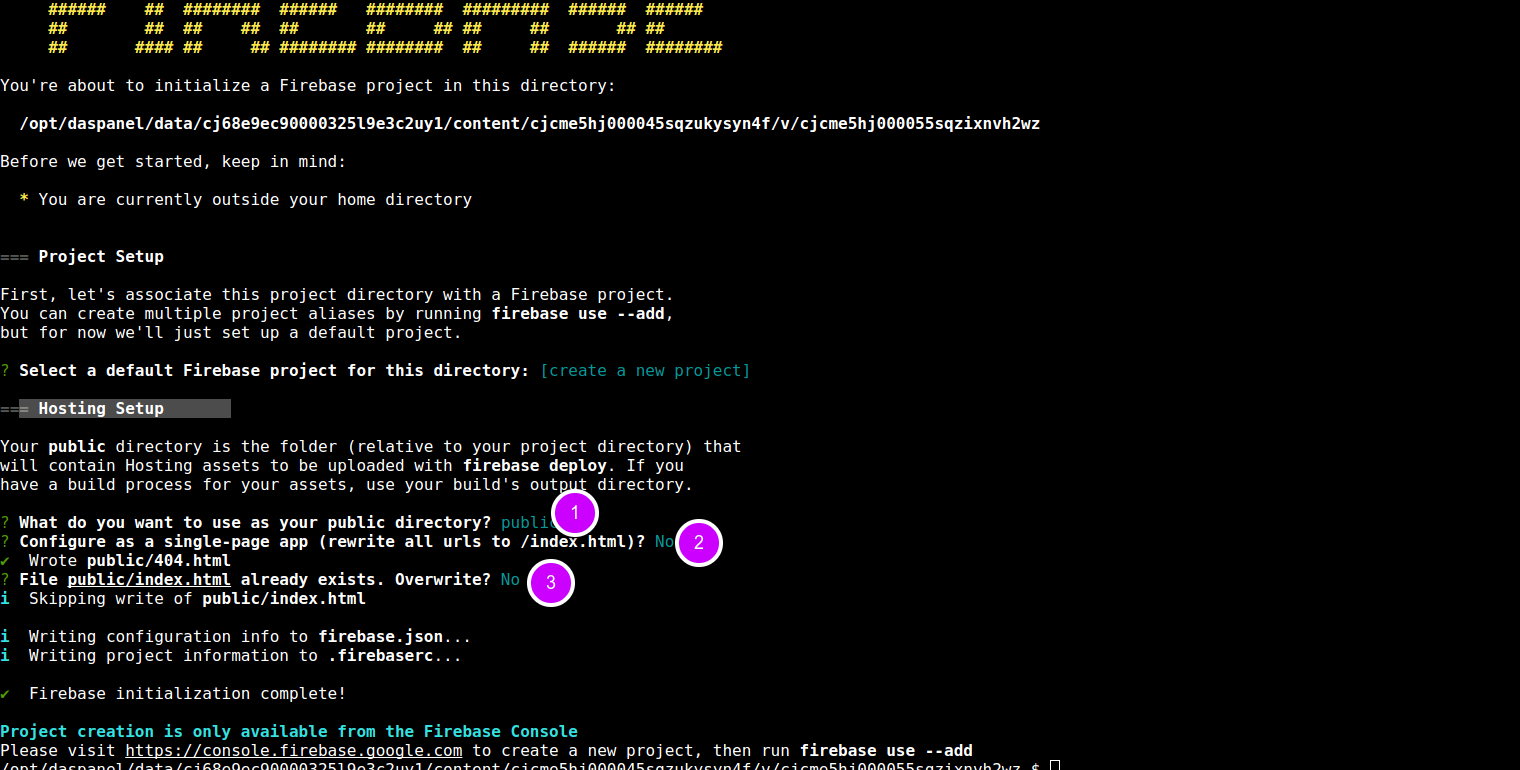 ######    ##  ########  ######   ########  #########  ######  ######
##        ##  ##    ##  ##       ##     ## ##     ##       ## ##
##       #### ##     ## ######## ########  ##     ##  ######  ########
You're about to initialize a Firebase project in this directory:
/opt/daspanel/data/cj68e9ec90000325l9e3c2uy1/content/cjcme5hj000045sqzukysyn4f/v/cjcme5hj000055sqzixnvh2wz
Before we get started, keep in mind:
* You are currently outside your home directory
=== Project Setup
First, let's associate this project directory with a Firebase project.
You can create multiple project aliases by running firebase use --add,
but for now we'll just set up a default project.
? Select a default Firebase project for this directory: [create a new project]
=== Hosting Setup
Your public directory is the folder (relative to your project directory) that
will contain Hosting assets to be uploaded with firebase deploy. If you
have a build process for your assets, use your build's output directory.
? What do you want to use as your public directory? public 1
? Configure as a single-page app (rewrite all urls to /index.html)? No 2
✔ Wrote public/404.html
? File public/index.html already exists. Overwrite? No 3
i Skipping write of public/index.html
i Writing configuration info to firebase.json...
i Writing project information to .firebaserc...
✔ Firebase initialization complete!
Project creation is only available from the Firebase Console
Please visit https://console.firebase.google.com to create a new project, then run firebase use --add
/opt/daspanel/data/cj68e9ec90000325l9e3c2uy1/content/cjcme5hj000045sqzukysyn4f/v/cjcme5hj000055sqzixnvh2wz $